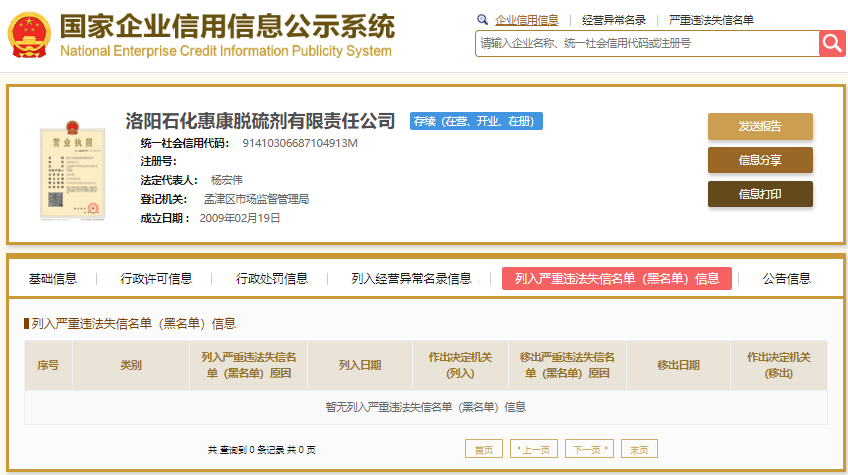 国家企业信用信息公示系统
National Enterprise Credit Information Publicity System
企业信用信息 | 经营异常名录 | 严重违法失信名单
请输入企业名称、统一社会信用代码或注册号
营业执照
洛阳石化惠康脱硫剂有限责任公司 存续（在营、开业、在册）
统一社会信用代码： 91410306687104913M
注册号：
法定代表人： 杨宏伟
登记机关： 孟津区市场监督管理局
成立日期： 2009年02月19日
发送报告
信息分享
信息打印
基础信息 | 行政许可信息 | 行政处罚信息 | 列入经营异常名录信息 | 列入严重违法失信名单（黑名单）信息 | 公告信息
列入严重违法失信名单（黑名单）信息
序号 类别 列入严重违法失信名单（黑名单）原因 列入日期 作出决定机关(列入) 移出严重违法失信名单（黑名单）原因 移出日期 作出决定机关(移出)
暂无列入严重违法失信名单（黑名单）信息
共 查询到 0 条记录 共 0 页 首页 上一页 下一页 末页